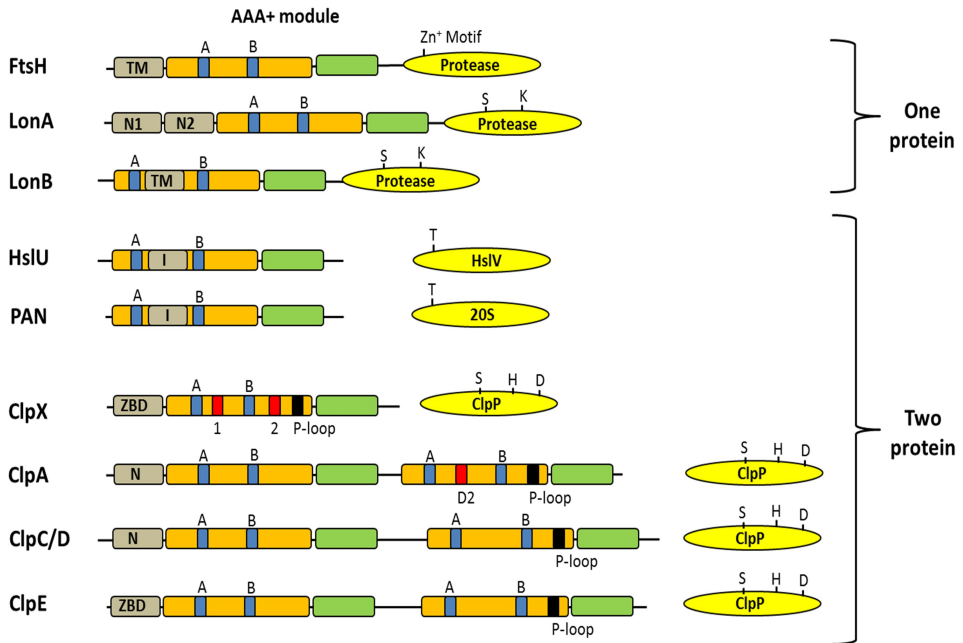 AAA+ module
FtsH
TM
A
B
Zn⁺ Motif
Protease
LonA
N1
N2
A
B
S
K
Protease
One
protein
LonB
A
TM
B
S
K
Protease
HslU
A
I
B
T
HslV
PAN
A
I
B
T
20S
ClpX
ZBD
A
B
1
2
P-loop
S
H
D
ClpP
Two
protein
ClpA
N
A
B
A
B
D2
P-loop
S
H
D
ClpP
ClpC/D
N
A
B
A
B
P-loop
S
H
D
ClpP
ClpE
ZBD
A
B
A
B
P-loop
S
H
D
ClpP